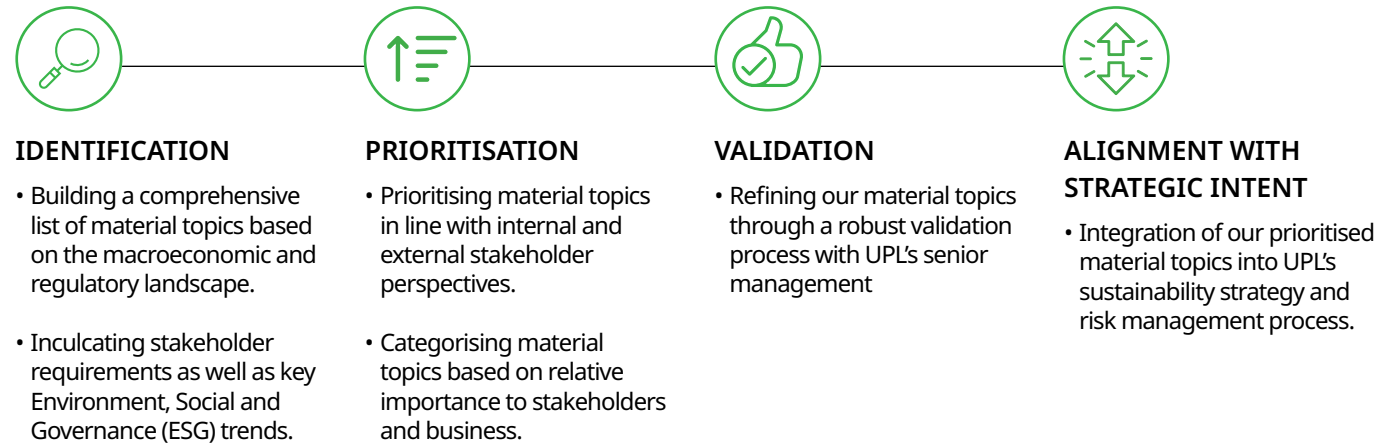 IDENTIFICATION
• Building a comprehensive
list of material topics based
on the macroeconomic and
regulatory landscape.
• Inculcating stakeholder
requirements as well as key
Environment, Social and
Governance (ESG) trends.
PRIORITISATION
• Prioritising material topics
in line with internal and
external stakeholder
perspectives.
• Categorising material
topics based on relative
importance to stakeholders
and business.
VALIDATION
• Refining our material topics
through a robust validation
process with UPL’s senior
management
ALIGNMENT WITH
STRATEGIC INTENT
• Integration of our prioritised
material topics into UPL’s
sustainability strategy and
risk management process.